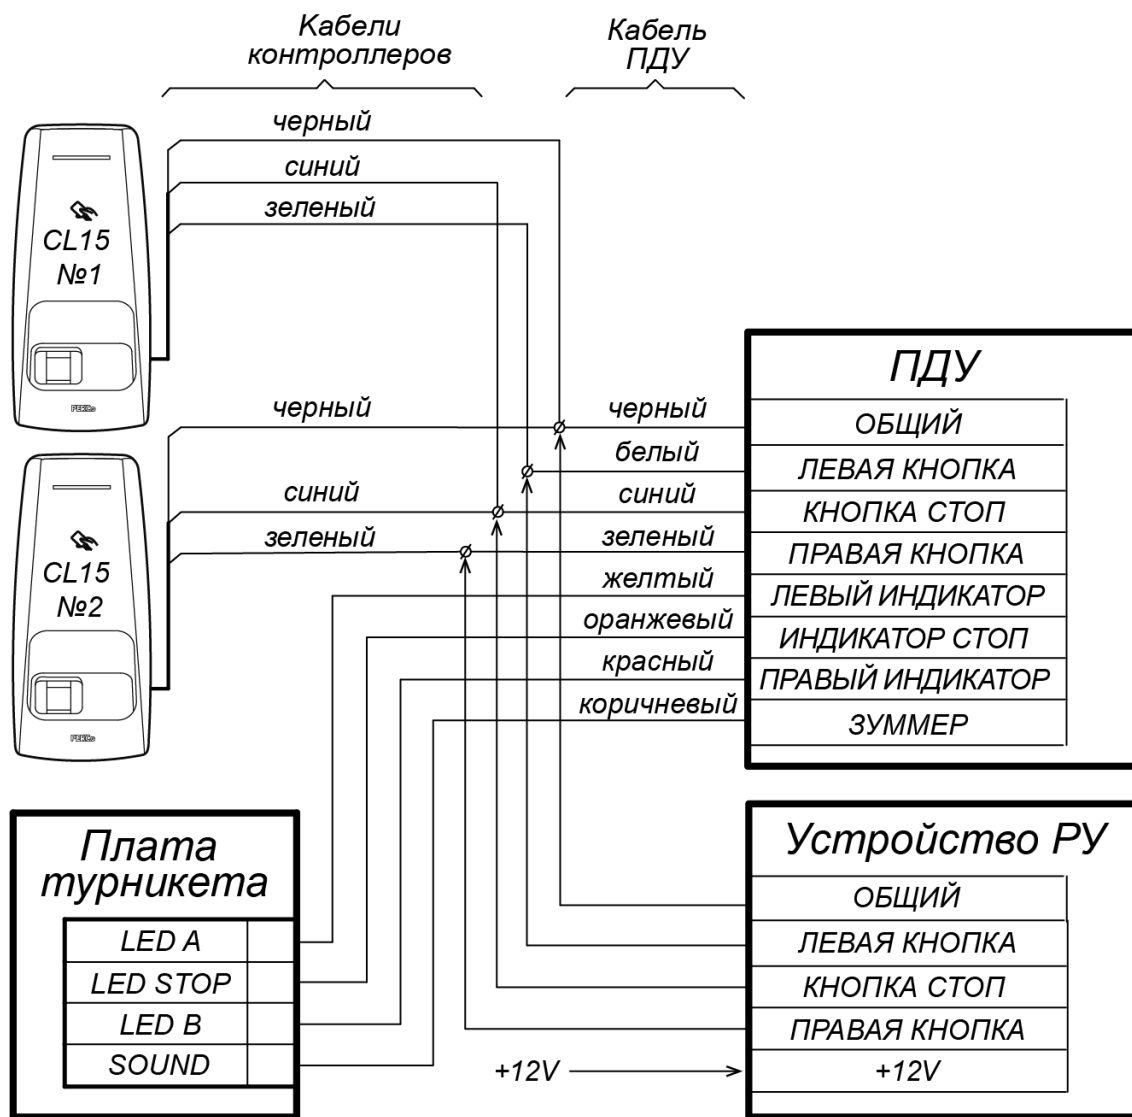 Кабели
контроллеров
Кабель
ПДУ
черный
синий
зеленый
CL15
№1
PERCo
черный
синий
зеленый
CL15
№2
PERCo
черный
белый
синий
зеленый
желтый
оранжевый
красный
коричневый
ПДУ
ОБЩИЙ
ЛЕВАЯ КНОПКА
КНОПКА СТОП
ПРАВАЯ КНОПКА
ЛЕВЫЙ ИНДИКАТОР
ИНДИКАТОР СТОП
ПРАВЫЙ ИНДИКАТОР
ЗУММЕР
Плата
турникета
LED A
LED STOP
LED B
SOUND
Устройство РУ
ОБЩИЙ
ЛЕВАЯ КНОПКА
КНОПКА СТОП
ПРАВАЯ КНОПКА
+12V
+12V